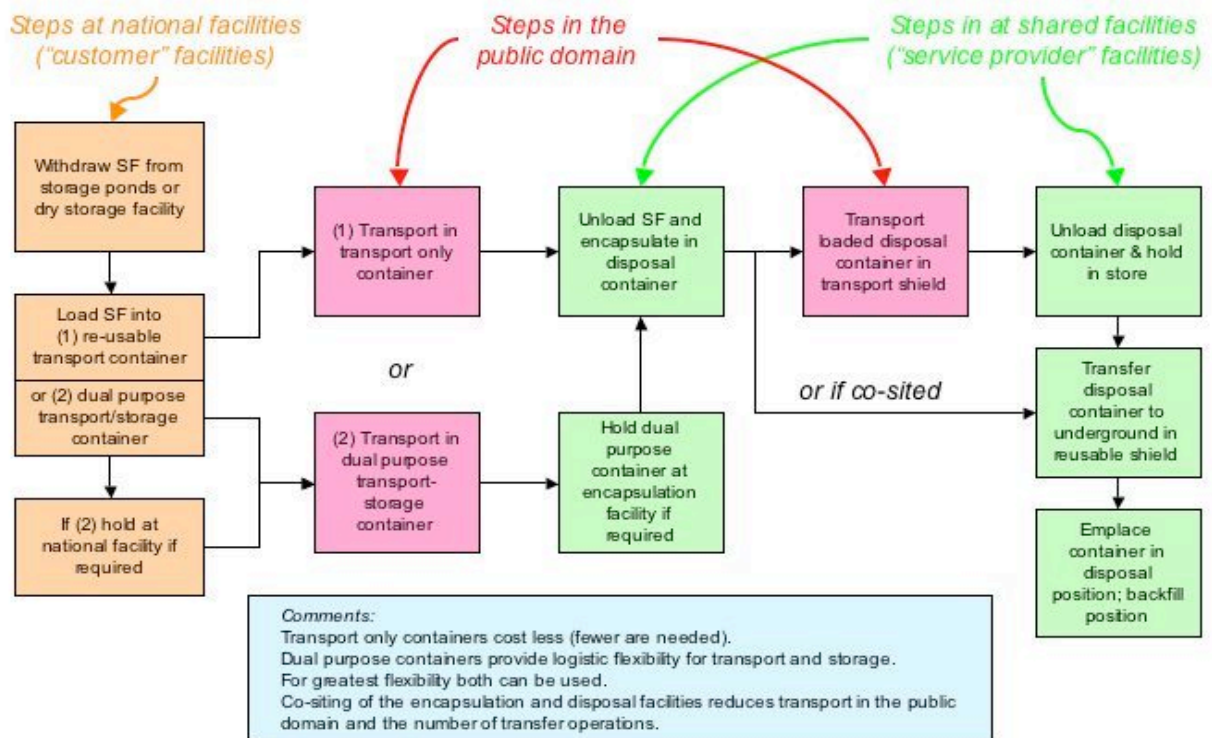 Steps at national facilities
("customer" facilities)
Steps in the
public domain
Steps in at shared facilities
("service provider" facilities)
Withdraw SF from
storage ponds or
dry storage facility
Load SF into
(1) re-usable
transport container
or (2) dual purpose
transport/storage
container
If (2) hold at
national facility if
required
(1) Transport in
transport only
container
or
(2) Transport in
dual purpose
transport-
storage
container
Unload SF and
encapsulate in
disposal
container
Hold dual
purpose
container at
encapsulation
facility if
required
Transport
loaded disposal
container in
transport shield
or if co-sited
Unload disposal
container & hold
in store
Transfer
disposal
container to
underground in
reusable shield
Emplace
container in
disposal
position; backfill
position
Comments:
Transport only containers cost less (fewer are needed).
Dual purpose containers provide logistic flexibility for transport and storage.
For greatest flexibility both can be used.
Co-siting of the encapsulation and disposal facilities reduces transport in the public
domain and the number of transfer operations.